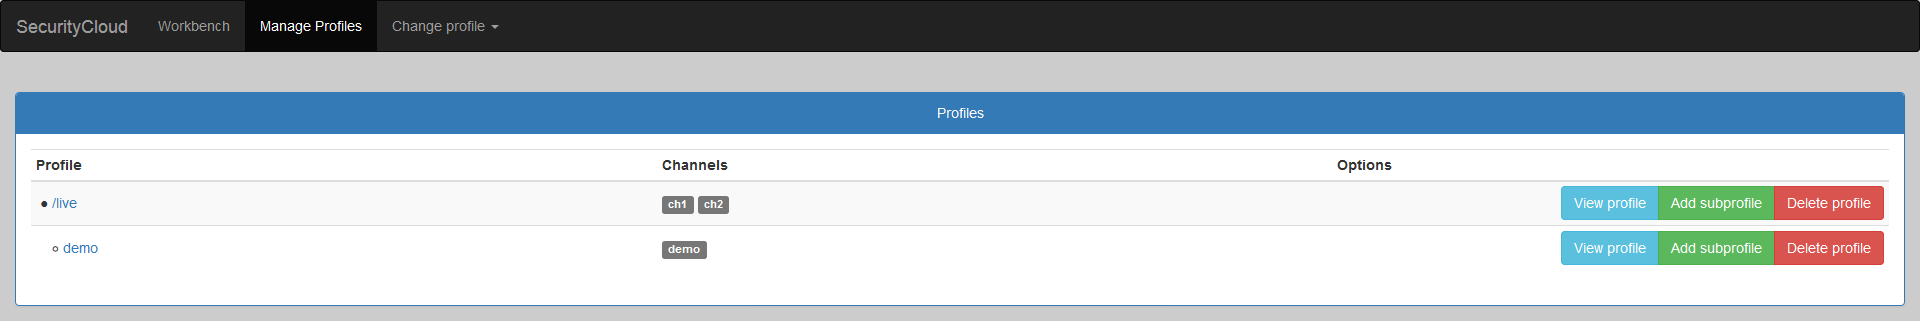 SecurityCloud Workbench Manage Profiles Change profile
Profiles
Profile Channels Options
/live ch1 ch2 View profile Add subprofile Delete profile
demo demo View profile Add subprofile Delete profile